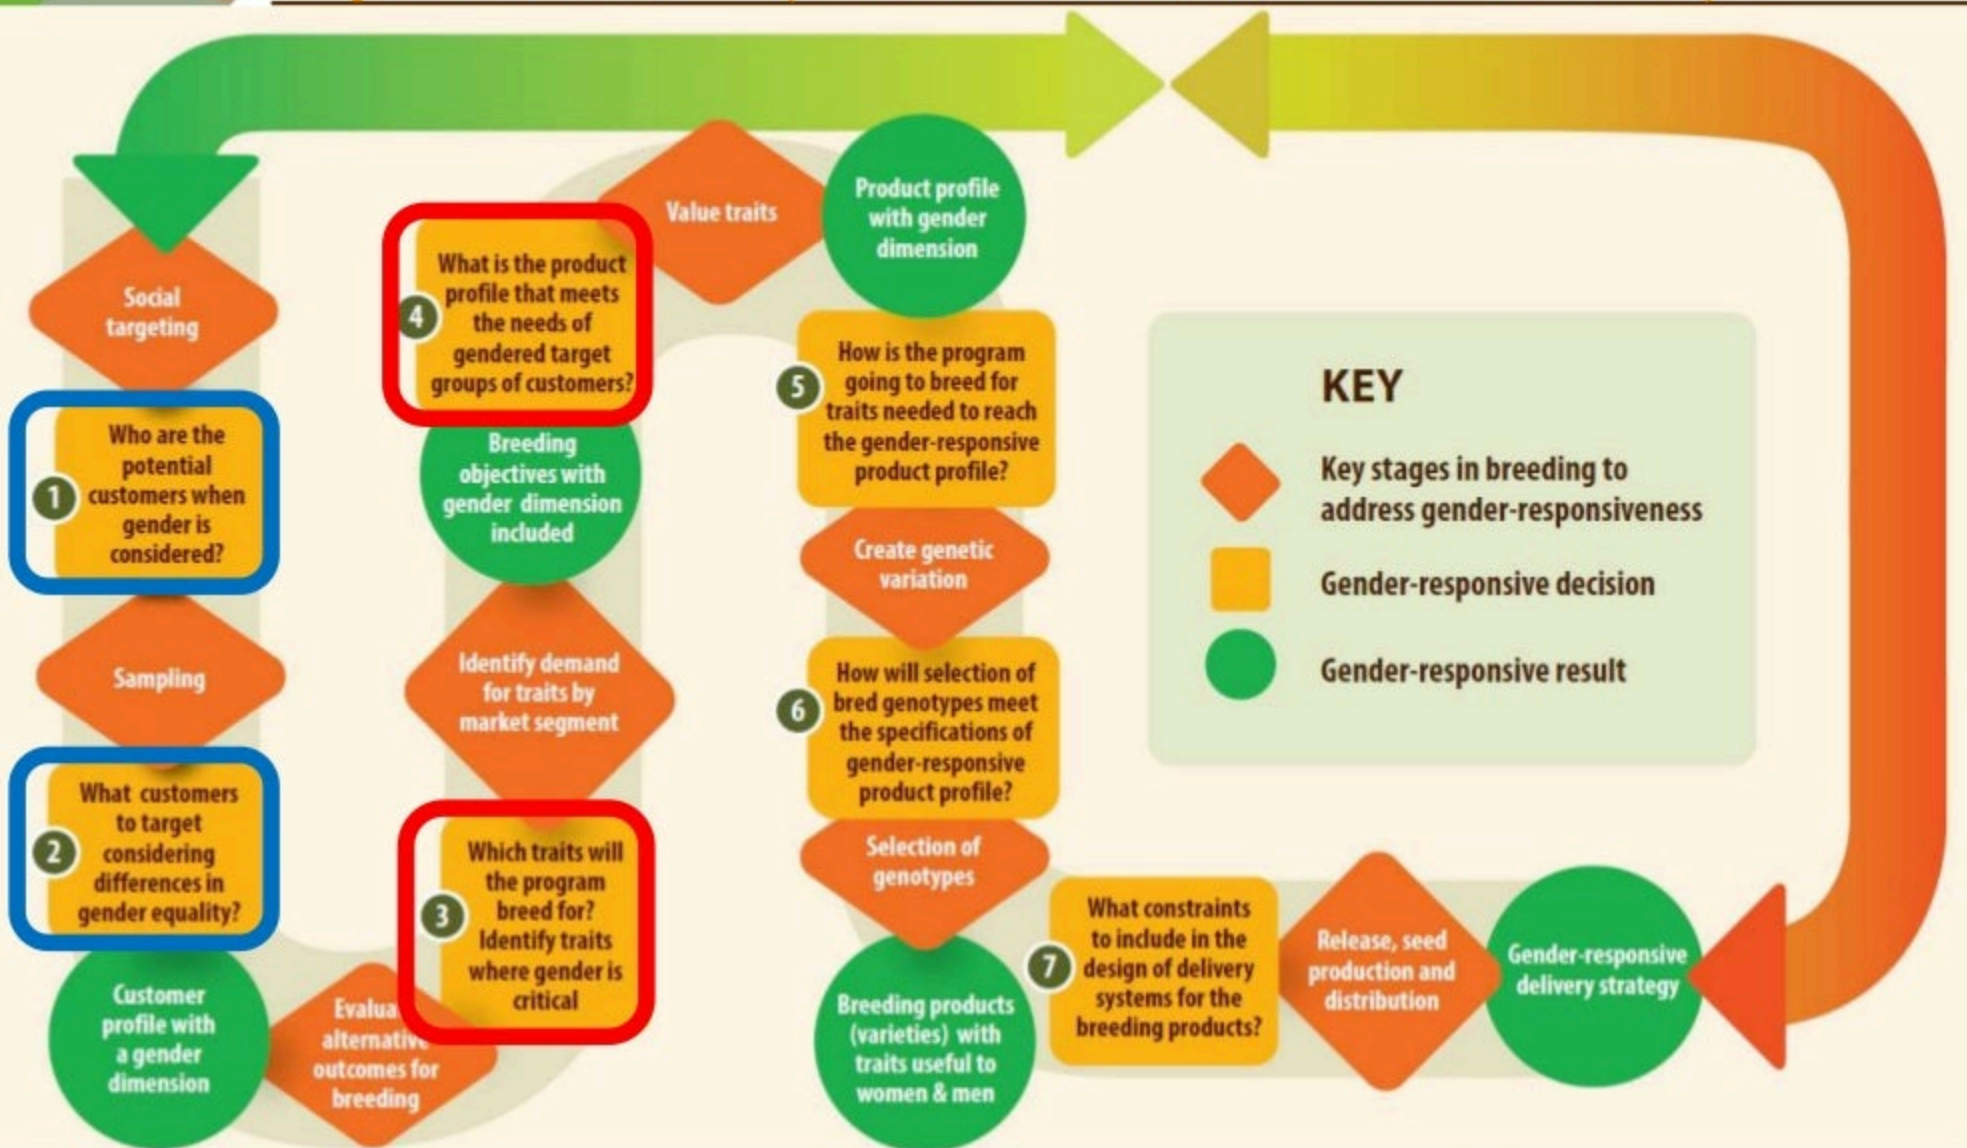 Social
targeting
1
Who are the
potential
customers when
gender is
considered?
Sampling
2
What customers
to target
considering
differences in
gender equality?
Customer
profile with
a gender
dimension
alternative
outcomes for
breeding
3
Which traits will
the program
breed for?
Identify traits
where gender is
critical
Identify demand
for traits by
market segment
Breeding
objectives with
gender dimension
included
4
What is the product
profile that meets
the needs of
gendered target
groups of customers?
Value traits
Product profile
with gender
dimension
5
How is the program
going to breed for
traits needed to reach
the gender-responsive
product profile?
Create genetic
variation
6
How will selection of
bred genotypes meet
the specifications of
gender-responsive
product profile?
Selection of
genotypes
Breeding products
(varieties) with
traits useful to
women & men
7
What constraints
to include in the
design of delivery
systems for the
breeding products?
Release, seed
production and
distribution
Gender-responsive
delivery strategy
KEY
Key stages in breeding to
address gender-responsiveness
Gender-responsive decision
Gender-responsive result